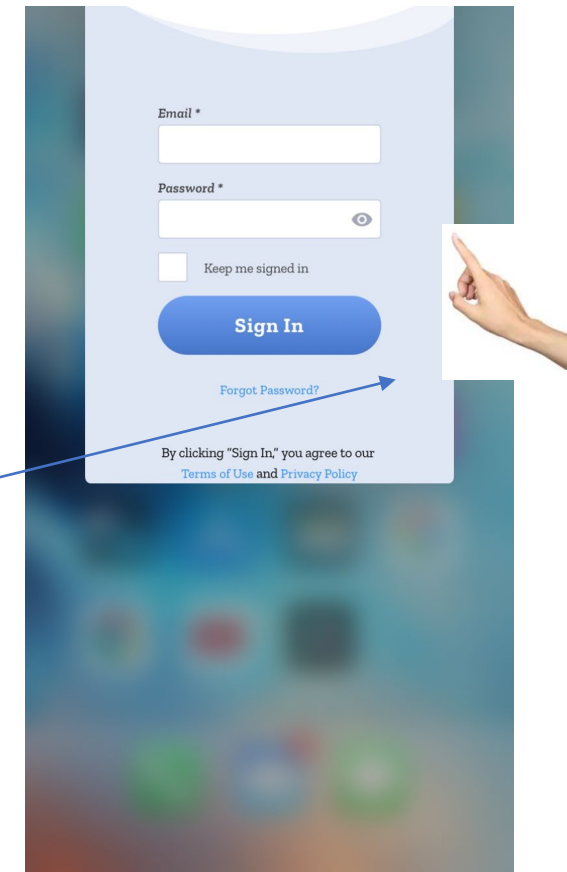 Email *
Password *
Keep me signed in
Sign In
Forgot Password?
By clicking “Sign In,” you agree to our
Terms of Use and Privacy Policy